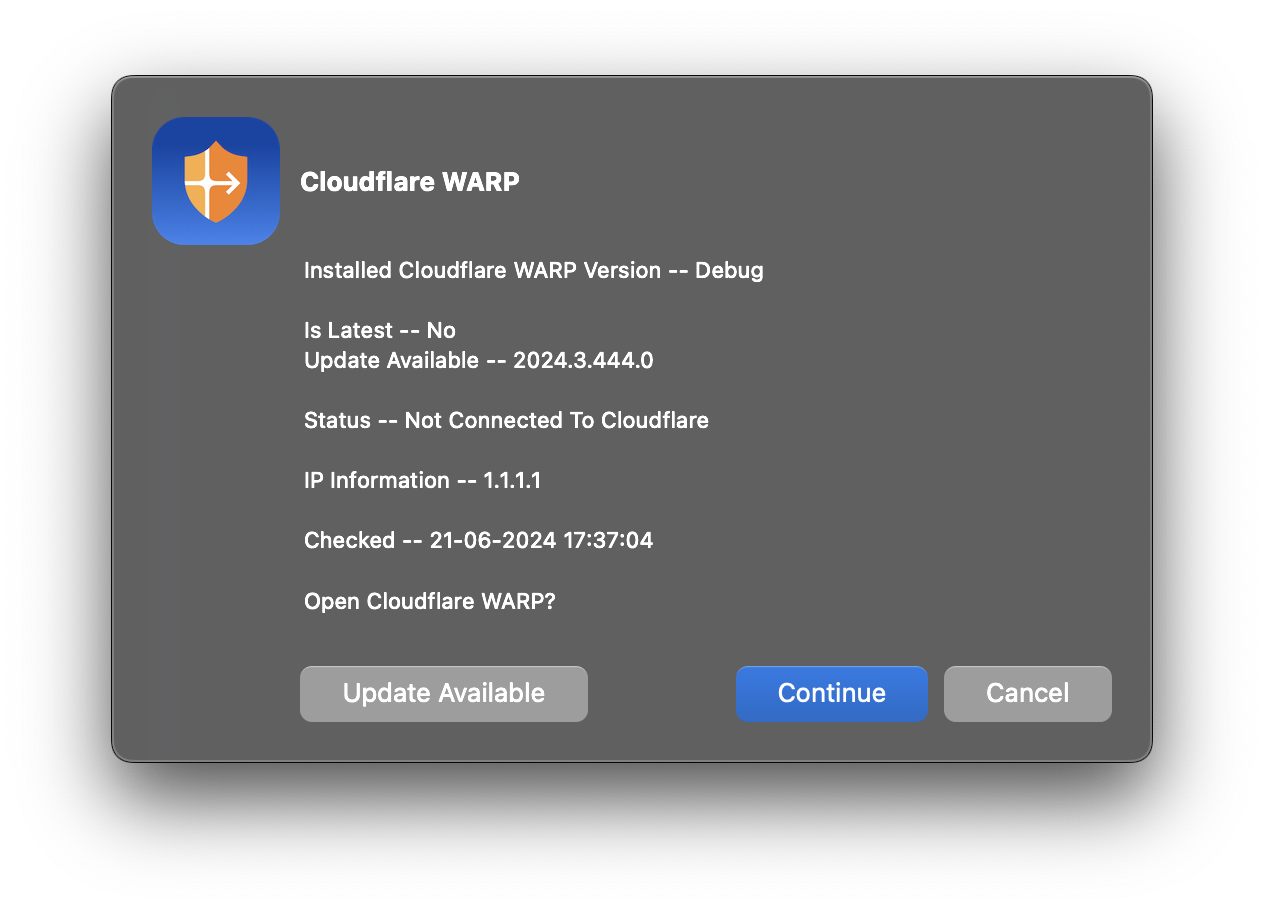 Cloudflare WARP
Installed Cloudflare WARP Version -- Debug
Is Latest -- No
Update Available -- 2024.3.444.0
Status -- Not Connected To Cloudflare
IP Information -- 1.1.1.1
Checked -- 21-06-2024 17:37:04
Open Cloudflare WARP?
Update Available
Continue
Cancel